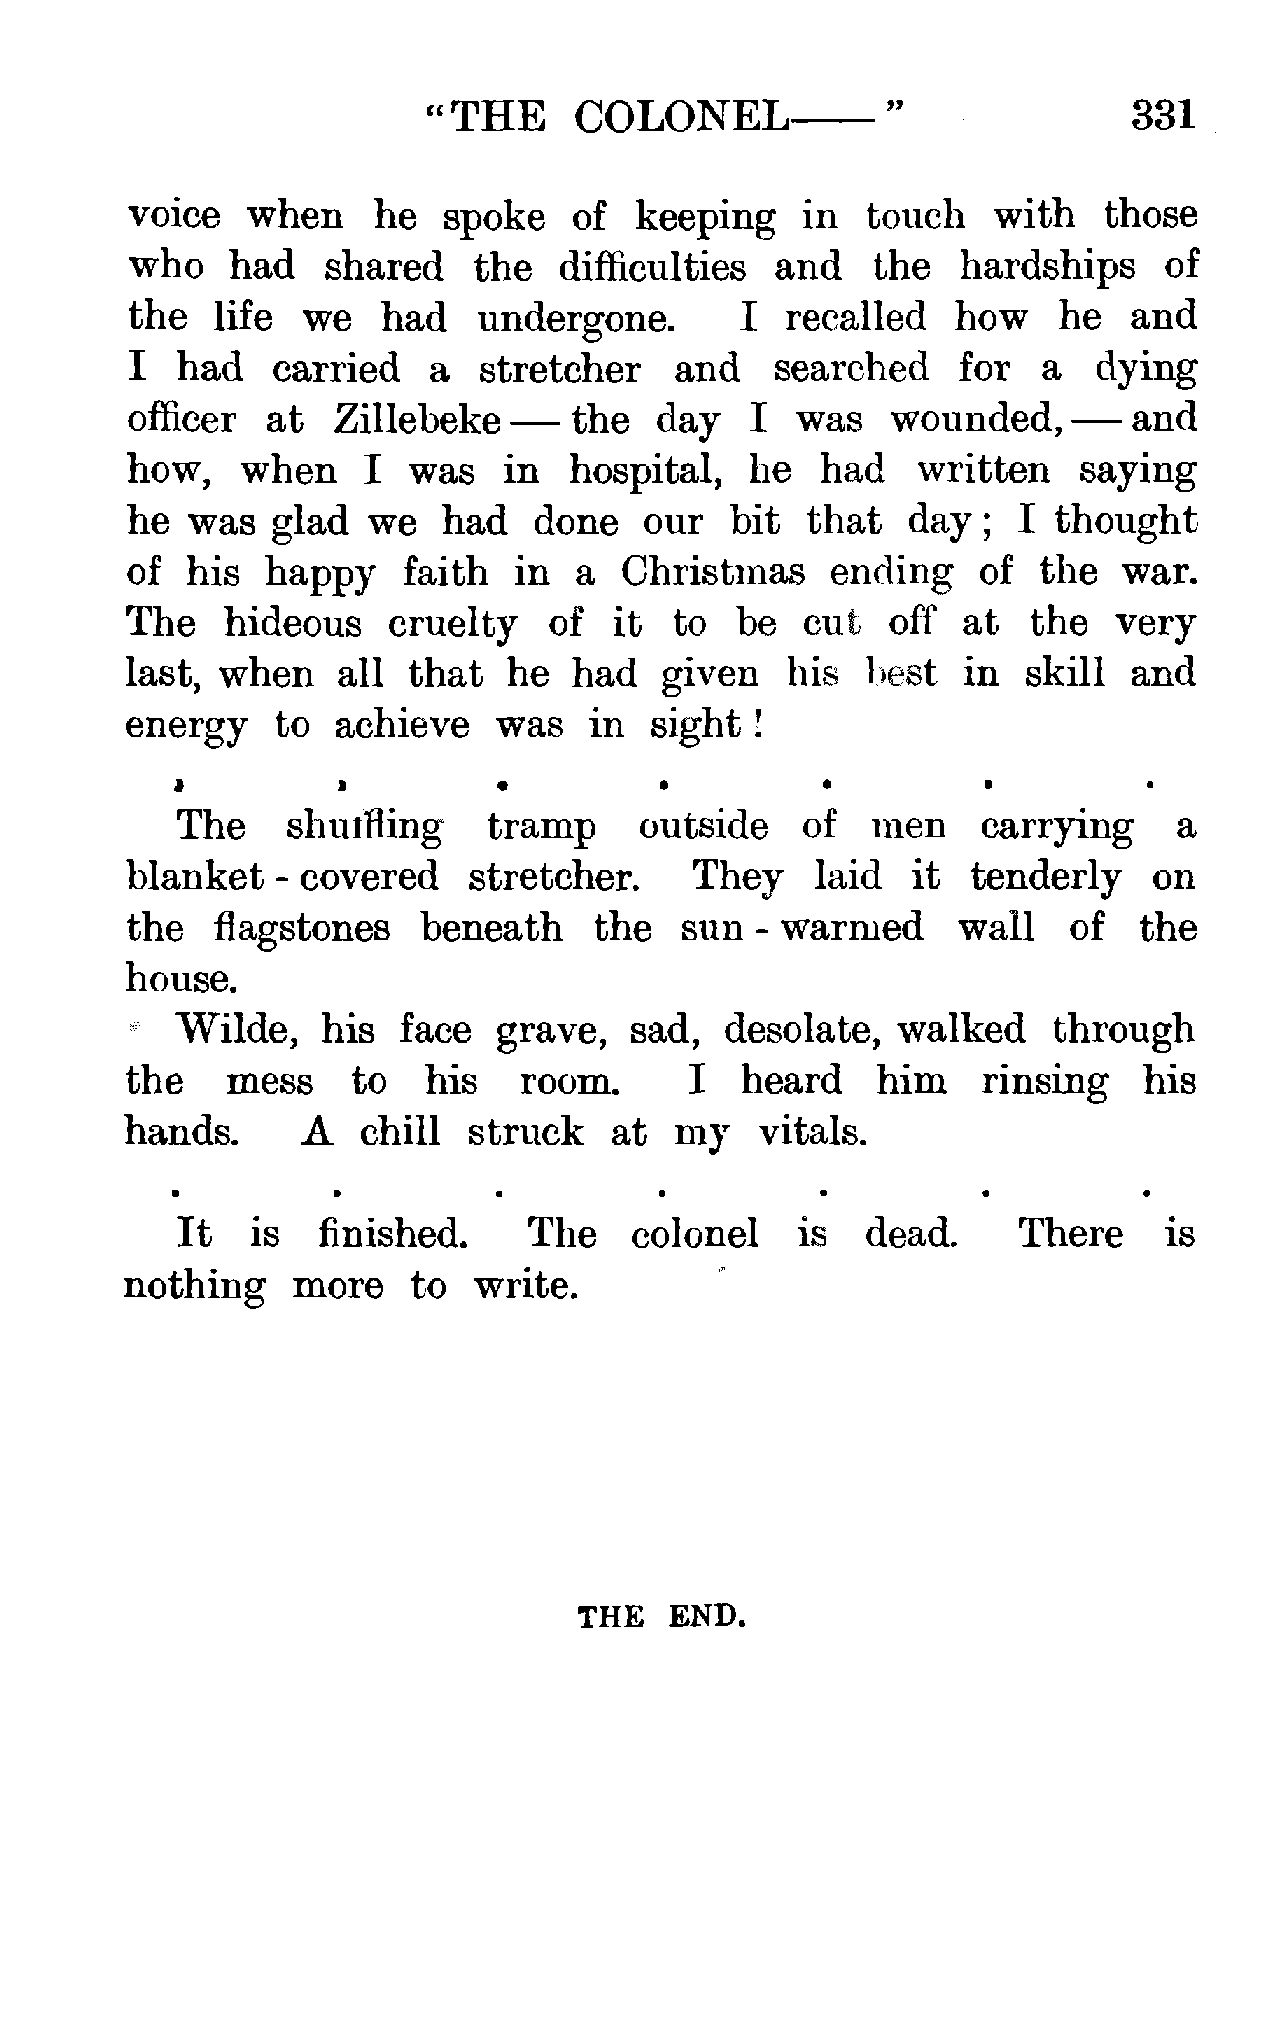 "THE COLONEL—— " 331
voice when he spoke of keeping in touch with those
who had shared the difficulties and the hardships of
the life we had undergone. I recalled how he and
I had carried a stretcher and searched for a dying
officer at Zillebeke — the day I was wounded, — and
how, when I was in hospital, he had written saying
he was glad we had done our bit that day ; I thought
of his happy faith in a Christmas ending of the war.
The hideous cruelty of it to be cut off at the very
last, when all that he had given his best in skill and
energy to achieve was in sight !
. . . . . . .
The shuffling tramp outside of men carrying a
blanket - covered stretcher. They laid it tenderly on
the flagstones beneath the sun - warmed wall of the
house.
Wilde, his face grave, sad, desolate, walked through
the mess to his room. I heard him rinsing his
hands. A chill struck at my vitals.
. . . . . . .
It is finished. The colonel is dead. There is
nothing more to write.
THE END.